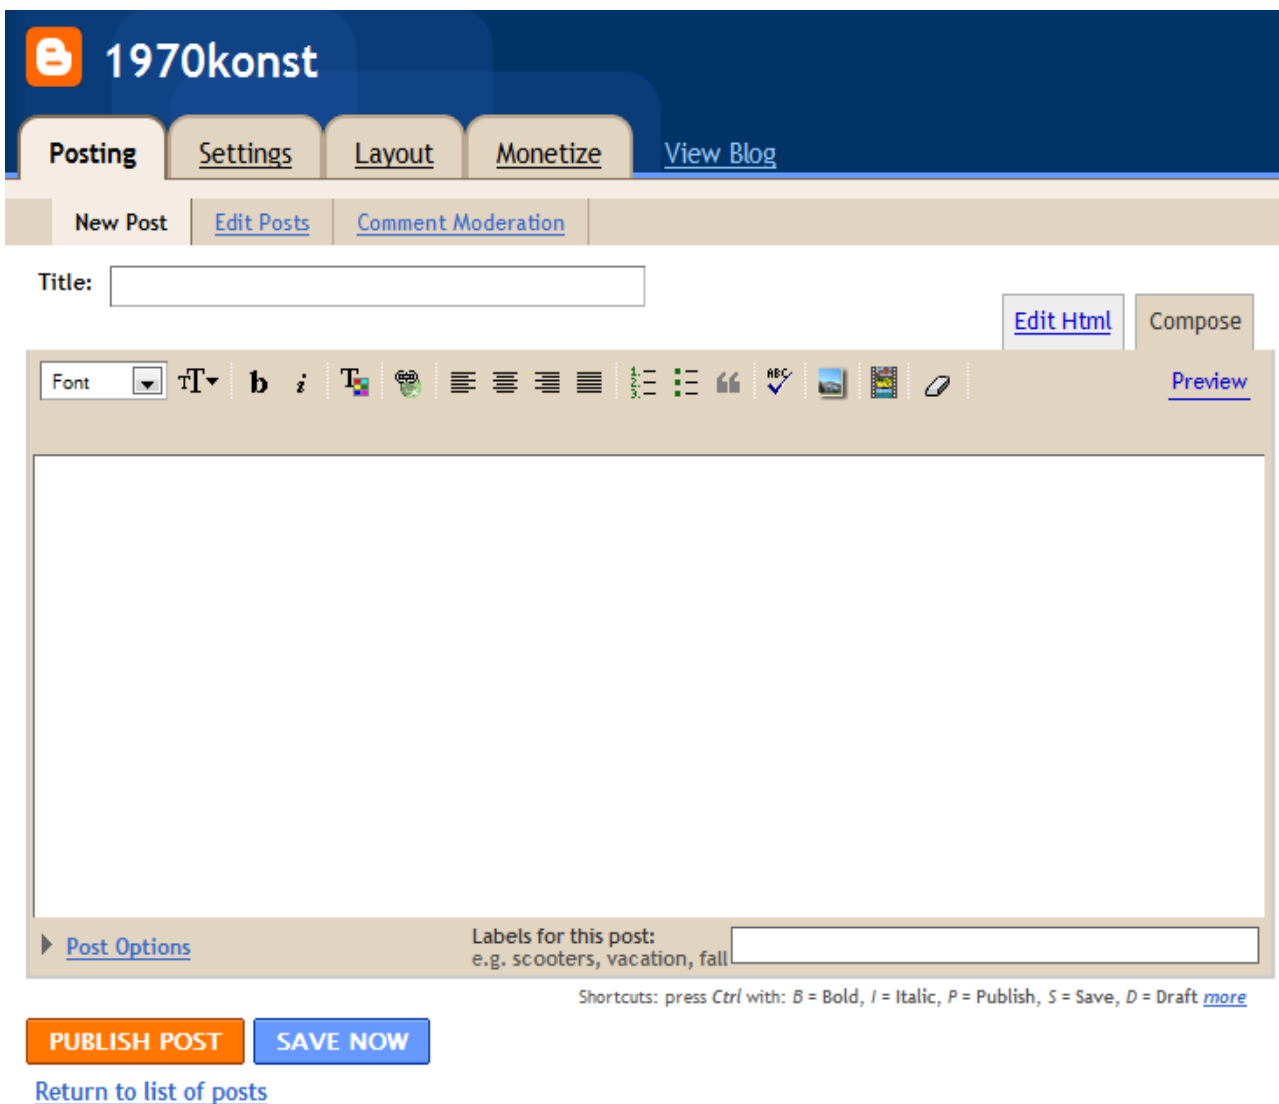 1970konst
Posting Settings Layout Monetize View Blog
New Post Edit Posts Comment Moderation
Title:
Edit Html Compose
Font TT b i T ABC Preview
Post Options
Labels for this post:
e.g. scooters, vacation, fall
Shortcuts: press Ctrl with: B = Bold, I = Italic, P = Publish, S = Save, D = Draft more
PUBLISH POST SAVE NOW
Return to list of posts